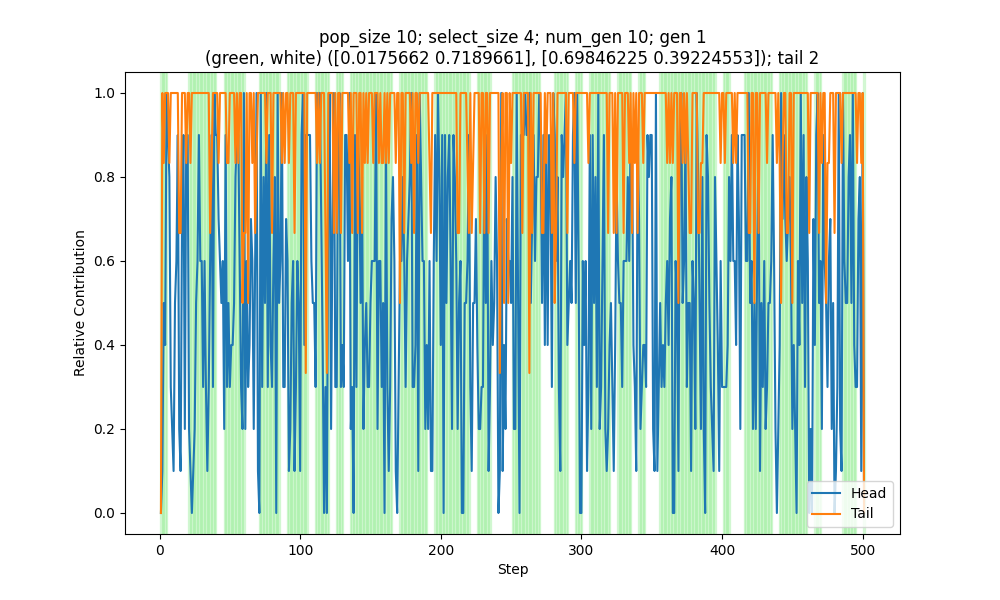 pop_size 10; select_size 4; num_gen 10; gen 1
(green, white) ([0.0175662 0.7189661], [0.69846225 0.39224553]); tail 2
1.0
0.8
0.6
0.4
0.2
0.0
Relative Contribution
0
100
200
300
400
500
Step
Head
Tail